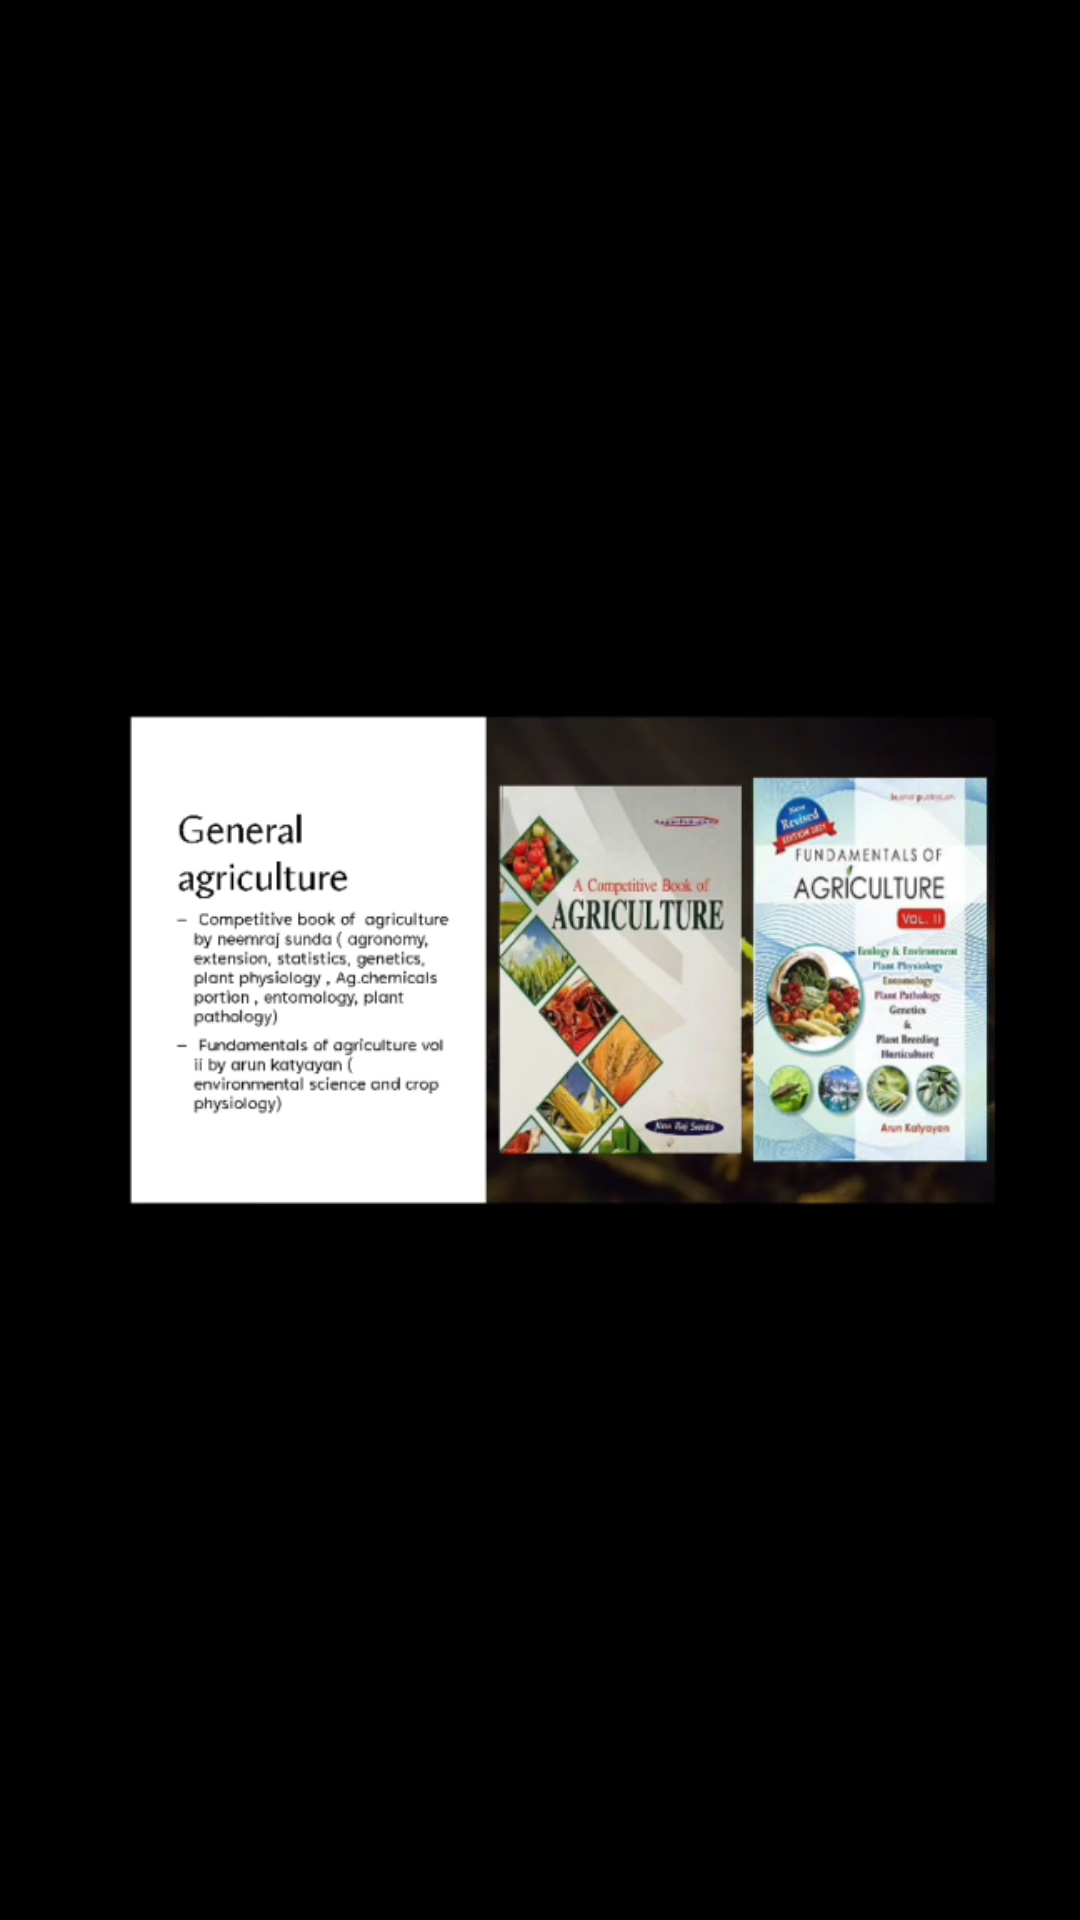 General
agriculture
– Competitive book of agriculture
by neemraj sunda ( agronomy,
extension, statistics, genetics,
plant physiology , Ag.chemicals
portion , entomology, plant
pathology)
– Fundamentals of agriculture vol
ii by arun katyayan (
environmental science and crop
physiology)
A Competitive Book of
AGRICULTURE
Nem Raj Sunda
New
Revised
EDITION 2021
FUNDAMENTALS OF
AGRICULTURE
VOL. II
Ecology & Environment
Plant Physiology
Entomology
Plant Pathology
Genetics
&
Plant Breeding
Horticulture
Arun Katyayan